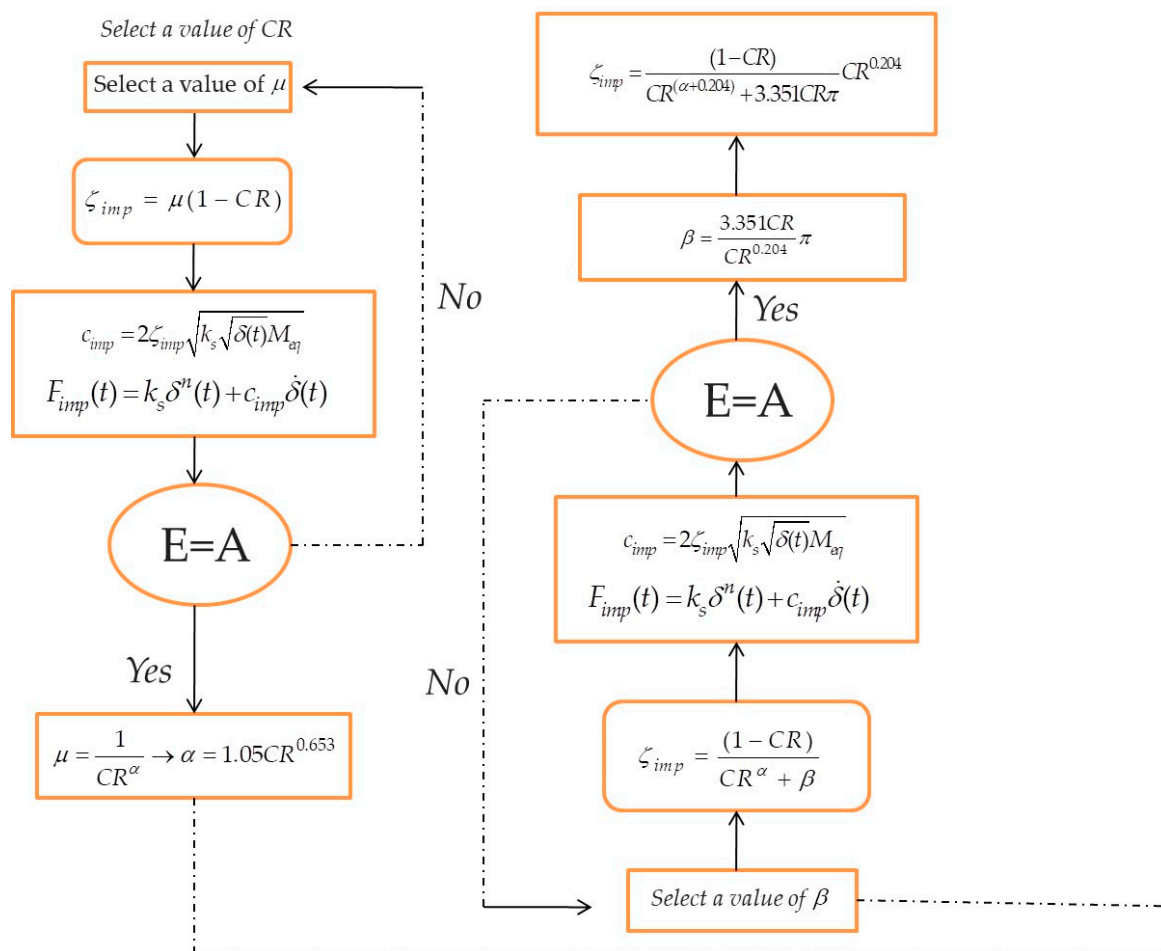 Select a value of CR
Select a value of μ
ζ_imp = μ(1 − CR)
c_imp = 2ζ_imp √(k_s √(δ(t)) M_eq)
F_imp(t) = k_s δ^n(t) + c_imp δ̇(t)
E=A
No
Yes
μ = 1/CR^α → α = 1.05CR^0.653
ζ_imp = (1−CR)/(CR^(α+0.204) + 3.351CRπ) CR^0.204
β = 3.351CR/CR^0.204 π
Yes
E=A
c_imp = 2ζ_imp √(k_s √(δ(t)) M_eq)
F_imp(t) = k_s δ^n(t) + c_imp δ̇(t)
No
ζ_imp = (1 − CR)/(CR^α + β)
Select a value of β